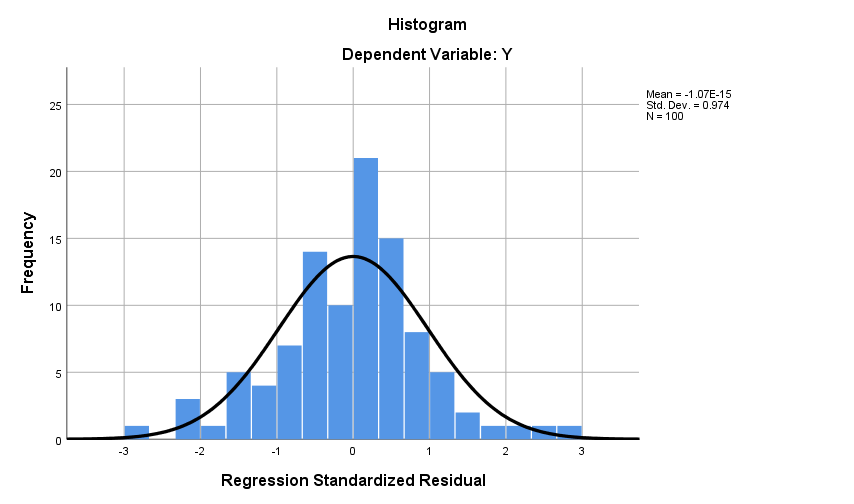 Histogram
Dependent Variable: Y
Mean = -1.07E-15
Std. Dev. = 0.974
N = 100
Frequency
25
20
15
10
5
0
-3 -2 -1 0 1 2 3
Regression Standardized Residual